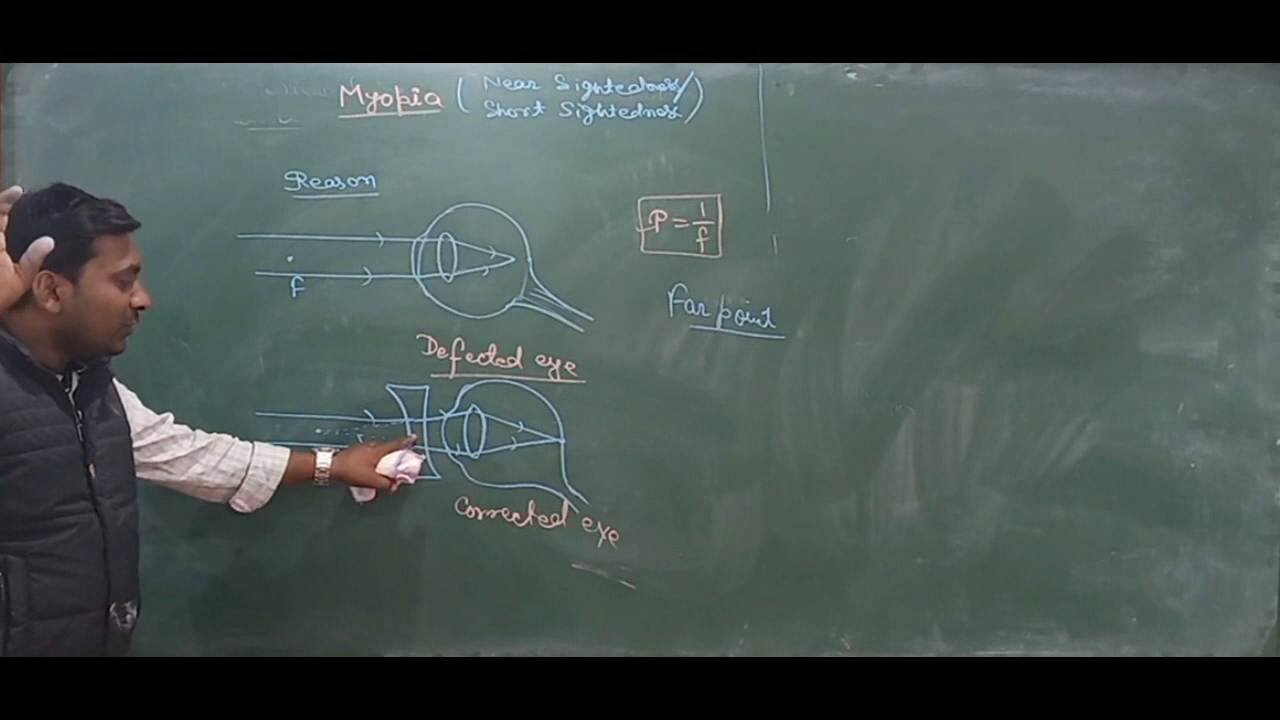 Myopia (Near Sightedness/
Short Sightedness)
Reason
P = 1/f
f
Far point
Defected eye
Corrected eye